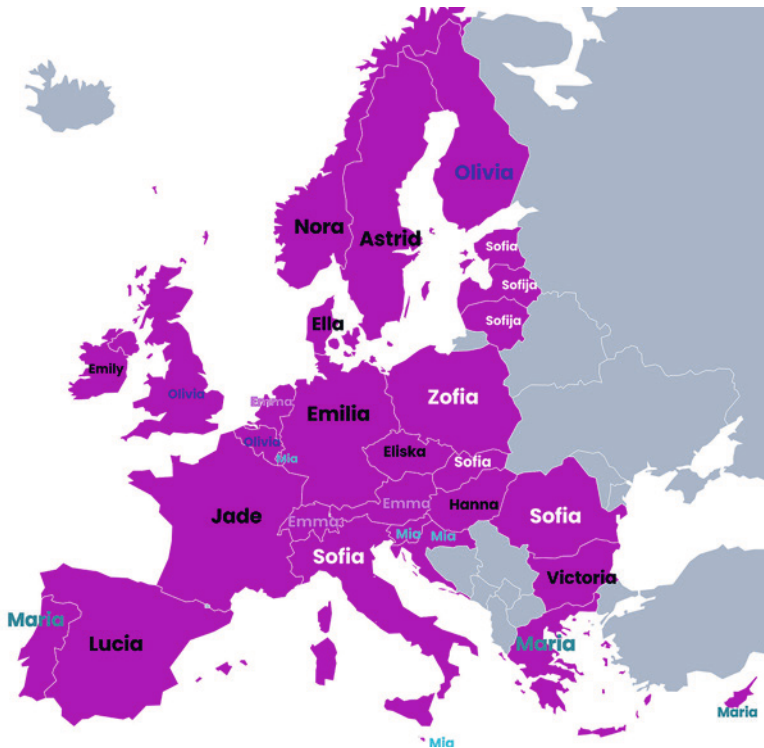 Olivia
Nora
Astrid
Sofia
Sofija
Sofija
Ella
Emily
Olivia
Emma
Zofia
Emilia
Olivia
Mia
Eliska
Sofia
Emma
Hanna
Jade
Emma
Sofia
Mia
Mia
Sofia
Victoria
Maria
Lucia
Maria
Maria
Mia